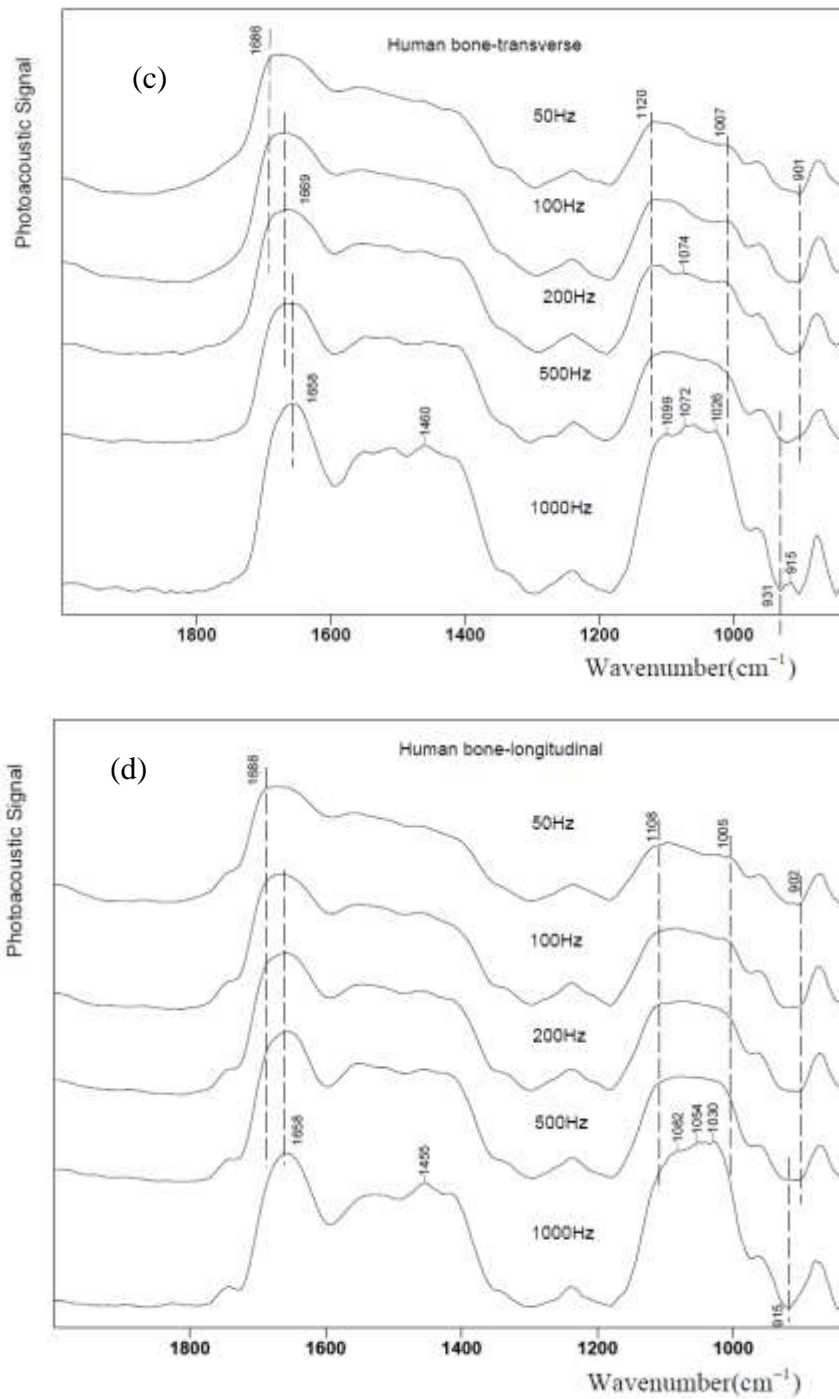 Photoacoustic Signal
(c)
Human bone-transverse
1686
1669
1658
1460
50Hz
100Hz
200Hz
500Hz
1000Hz
1120
1007
901
1074
1099
1072
1026
931
915
1800
1600
1400
1200
1000
Wavenumber(cm⁻¹)
Photoacoustic Signal
(d)
Human bone-longitudinal
1686
1658
1455
50Hz
100Hz
200Hz
500Hz
1000Hz
1108
1005
902
1082
1054
1030
915
1800
1600
1400
1200
1000
Wavenumber(cm⁻¹)